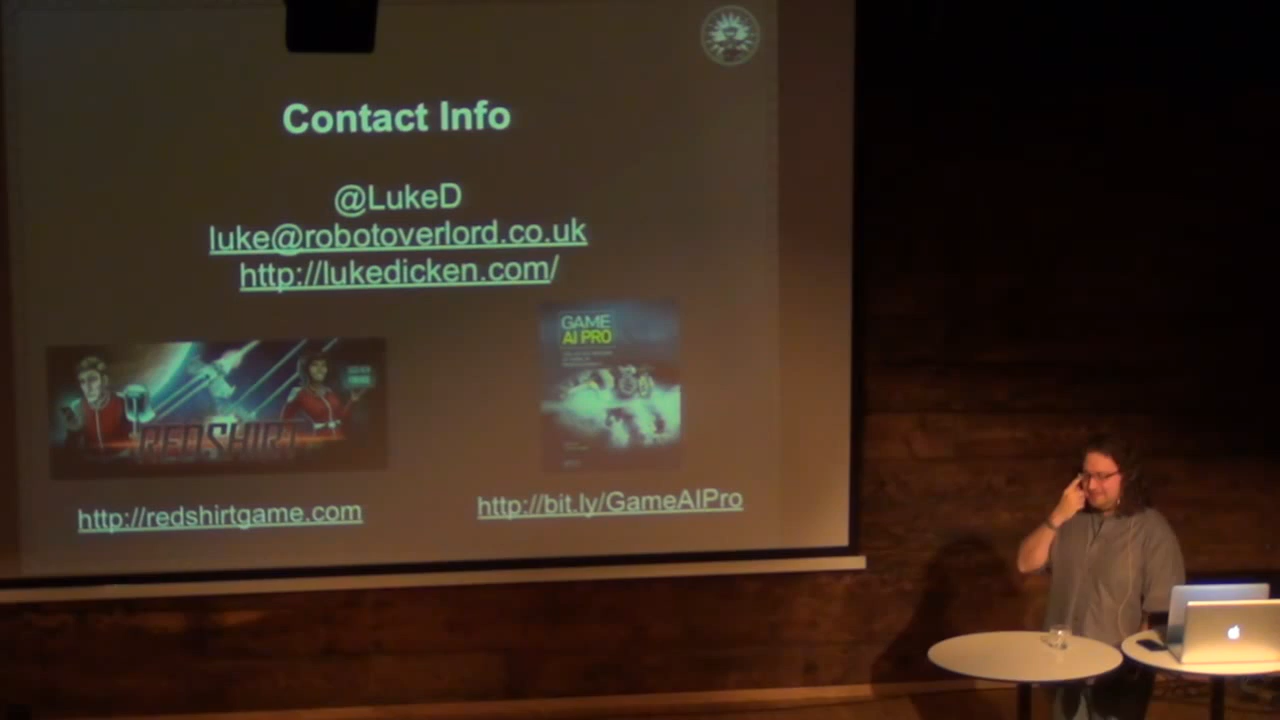 Contact Info
@LukeD
luke@robotoverlord.co.uk
http://lukedicken.com/
GAME
AI PRO
REDSHIRT
http://redshirtgame.com
http://bit.ly/GameAIPro